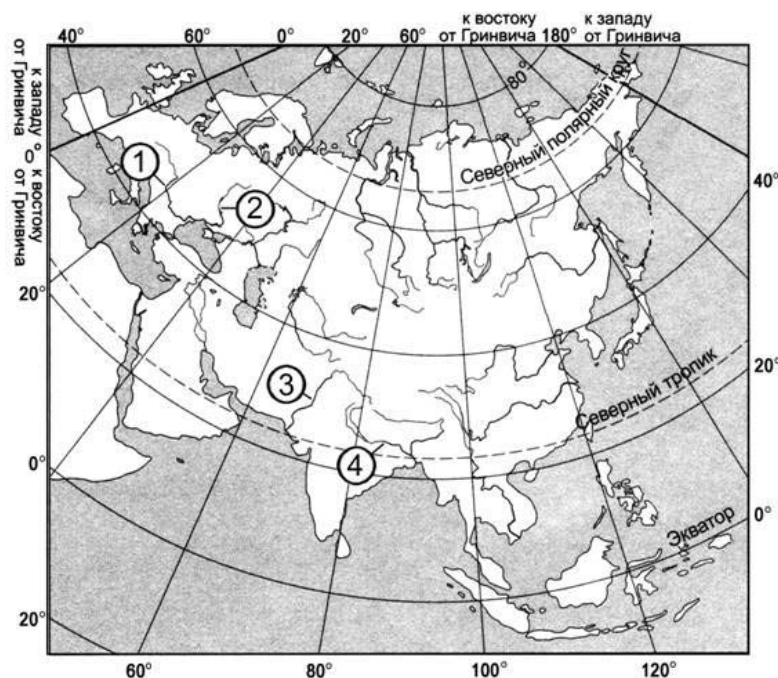 к востоку
от Гринвича
к западу
от Гринвича
40°
60°
0°
20°
60°
180°
80°
Северный полярный круг
к западу
от Гринвича
0°
к востоку
от Гринвича
1
2
3
4
40°
20°
20°
0°
0°
20°
Северный тропик
Экватор
60°
80°
100°
120°